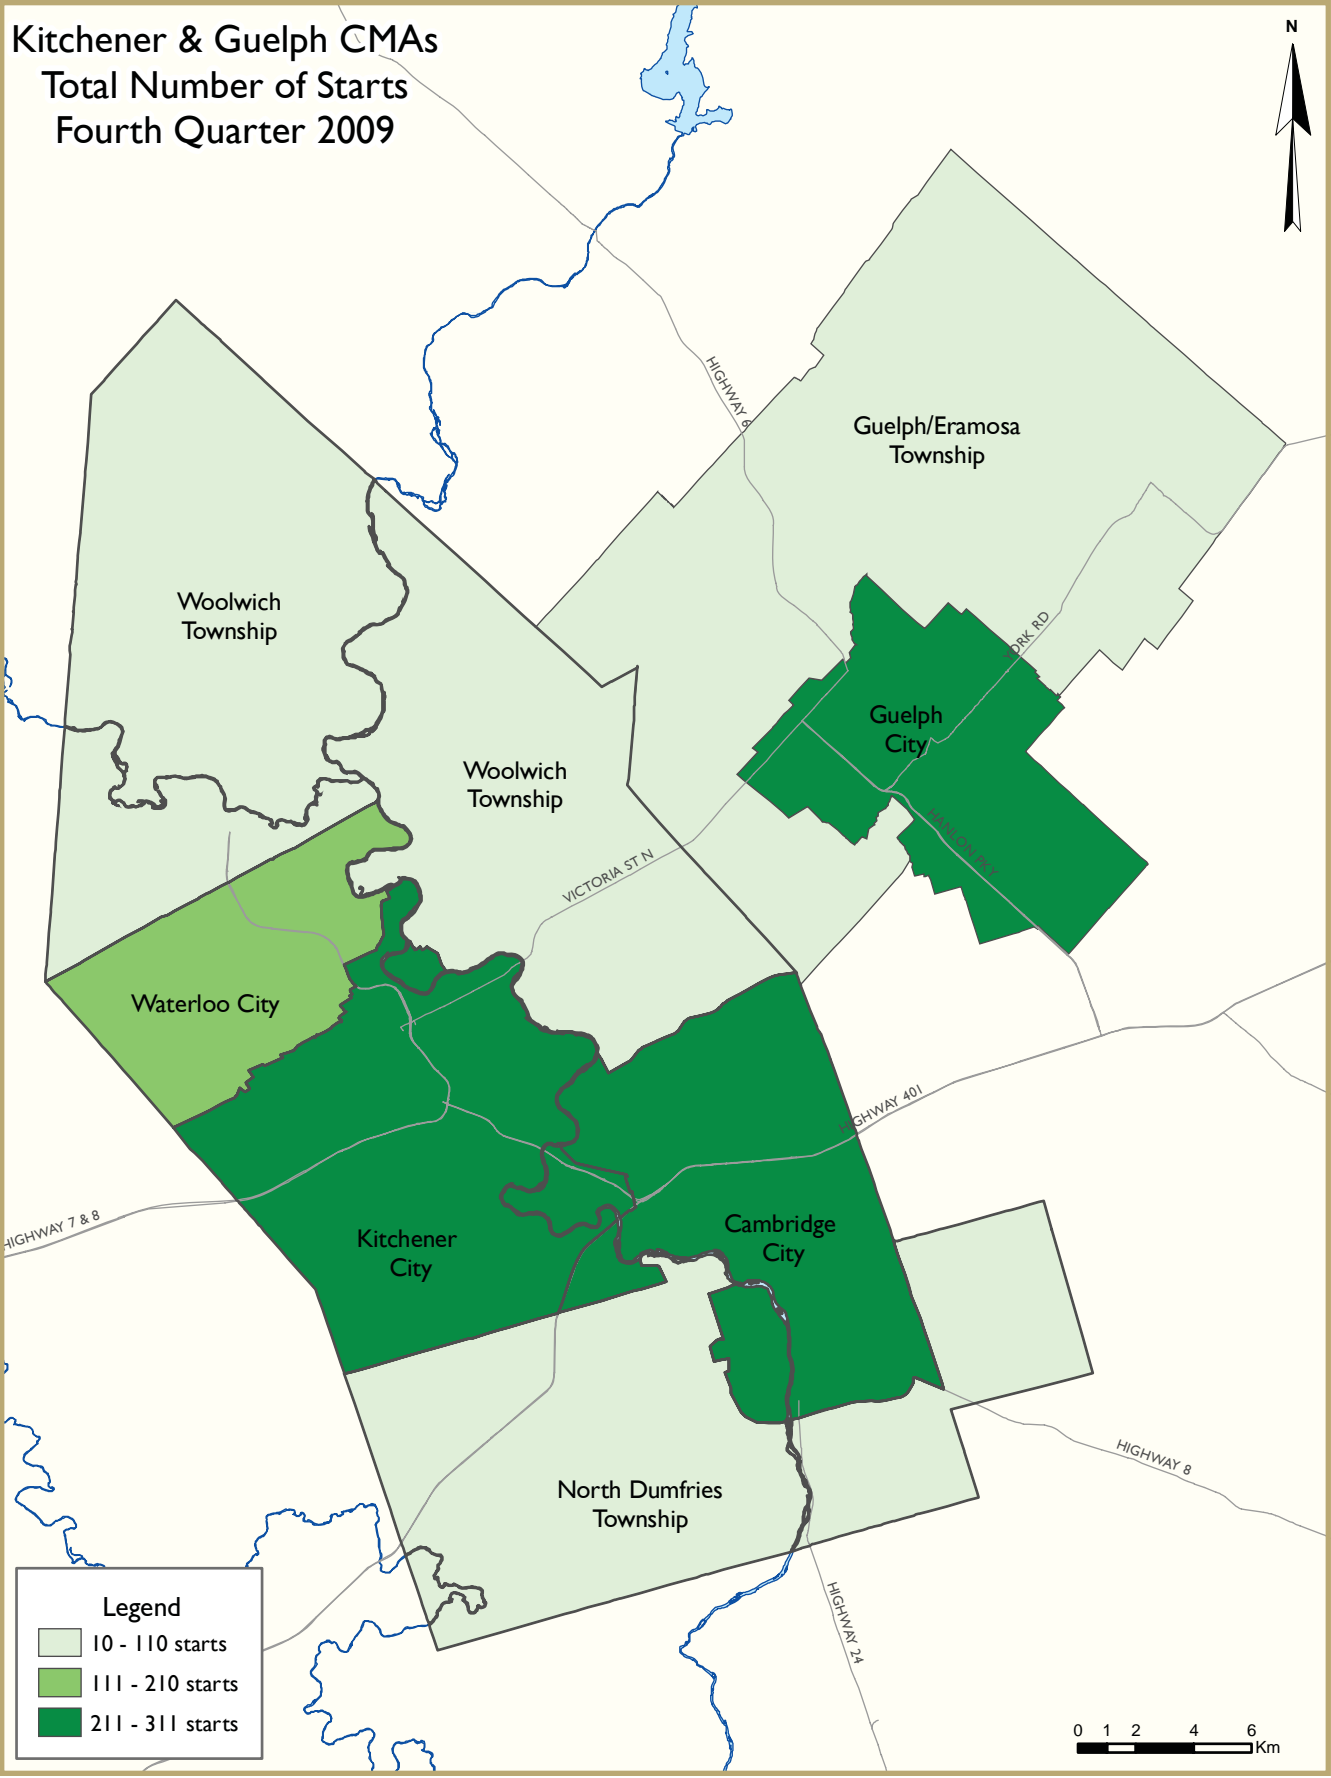 Kitchener & Guelph CMAs
Total Number of Starts
Fourth Quarter 2009
N
HIGHWAY 6
Guelph/Eramosa
Township
Woolwich
Township
YORK RD
Guelph
City
Woolwich
Township
HANLON PKY
VICTORIA ST N
Waterloo City
HIGHWAY 401
HIGHWAY 7 & 8
Kitchener
City
Cambridge
City
HIGHWAY 8
North Dumfries
Township
HIGHWAY 24
Legend
10 - 110 starts
111 - 210 starts
211 - 311 starts
0 1 2 4 6
Km